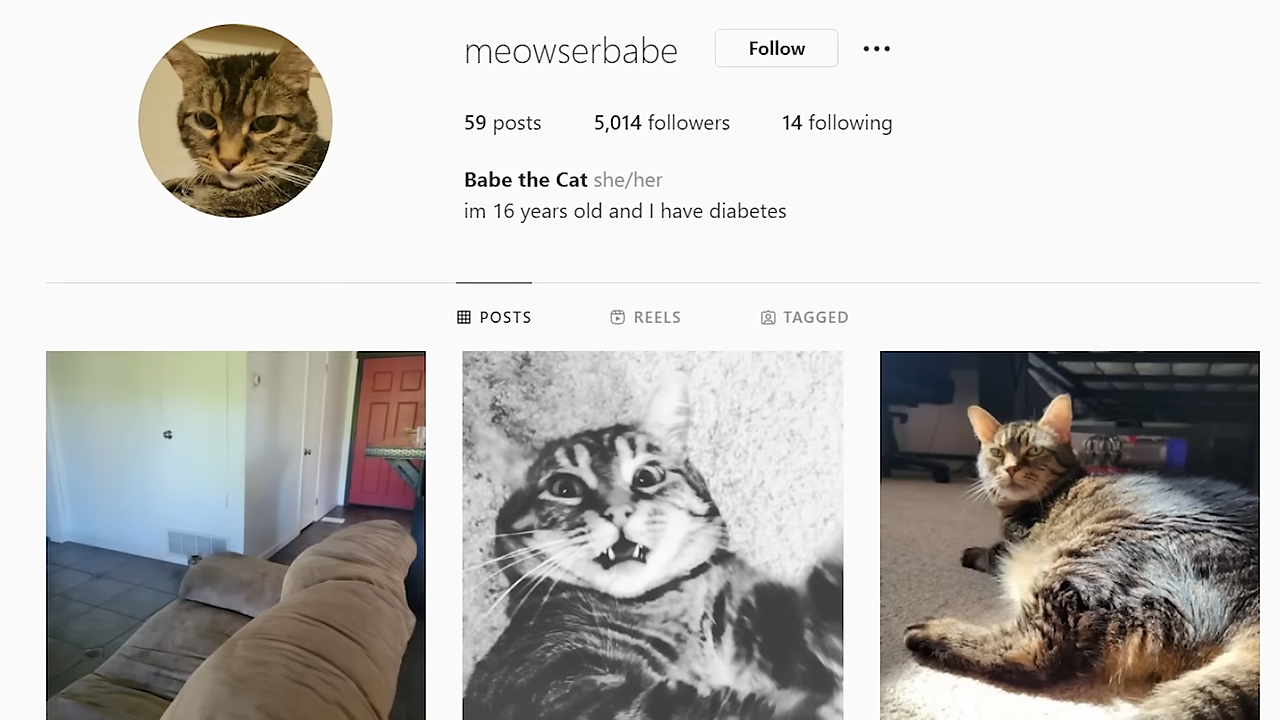 meowserbabe Follow
59 posts 5,014 followers 14 following
Babe the Cat she/her
im 16 years old and I have diabetes
POSTS REELS TAGGED